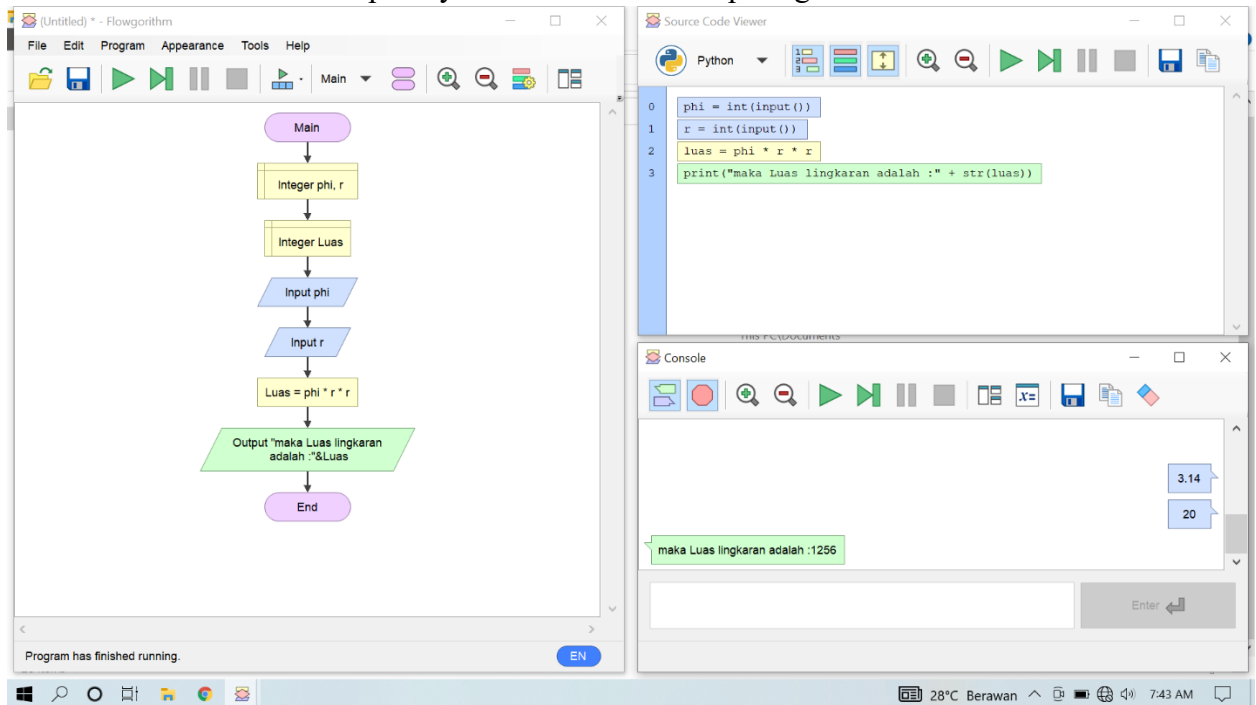 (Untitled) * - Flowgorithm
File Edit Program Appearance Tools Help
Main
Main
Integer phi, r
Integer Luas
Input phi
Input r
Luas = phi * r * r
Output "maka Luas lingkaran
adalah :"&Luas
End
Program has finished running.
EN
Source Code Viewer
Python
0 phi = int(input())
1 r = int(input())
2 luas = phi * r * r
3 print("maka Luas lingkaran adalah :" + str(luas))
This PC\Documents
Console
3.14
20
maka Luas lingkaran adalah :1256
Enter
28°C Berawan
7:43 AM